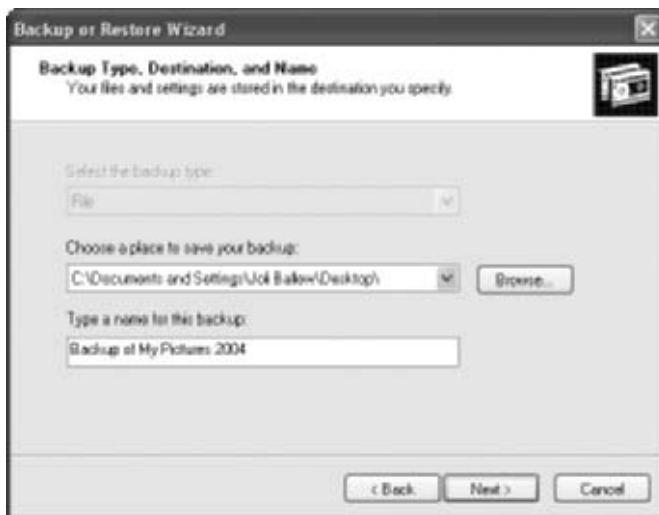 Backup or Restore Wizard
Backup Type, Destination, and Name
Your files and settings are stored in the destination you specify.
Select the backup type:
File
Choose a place to save your backup:
C:\Documents and Settings\Joli Ballew\Desktop\
Browse...
Type a name for this backup:
Backup of My Pictures 2004
< Back
Next >
Cancel